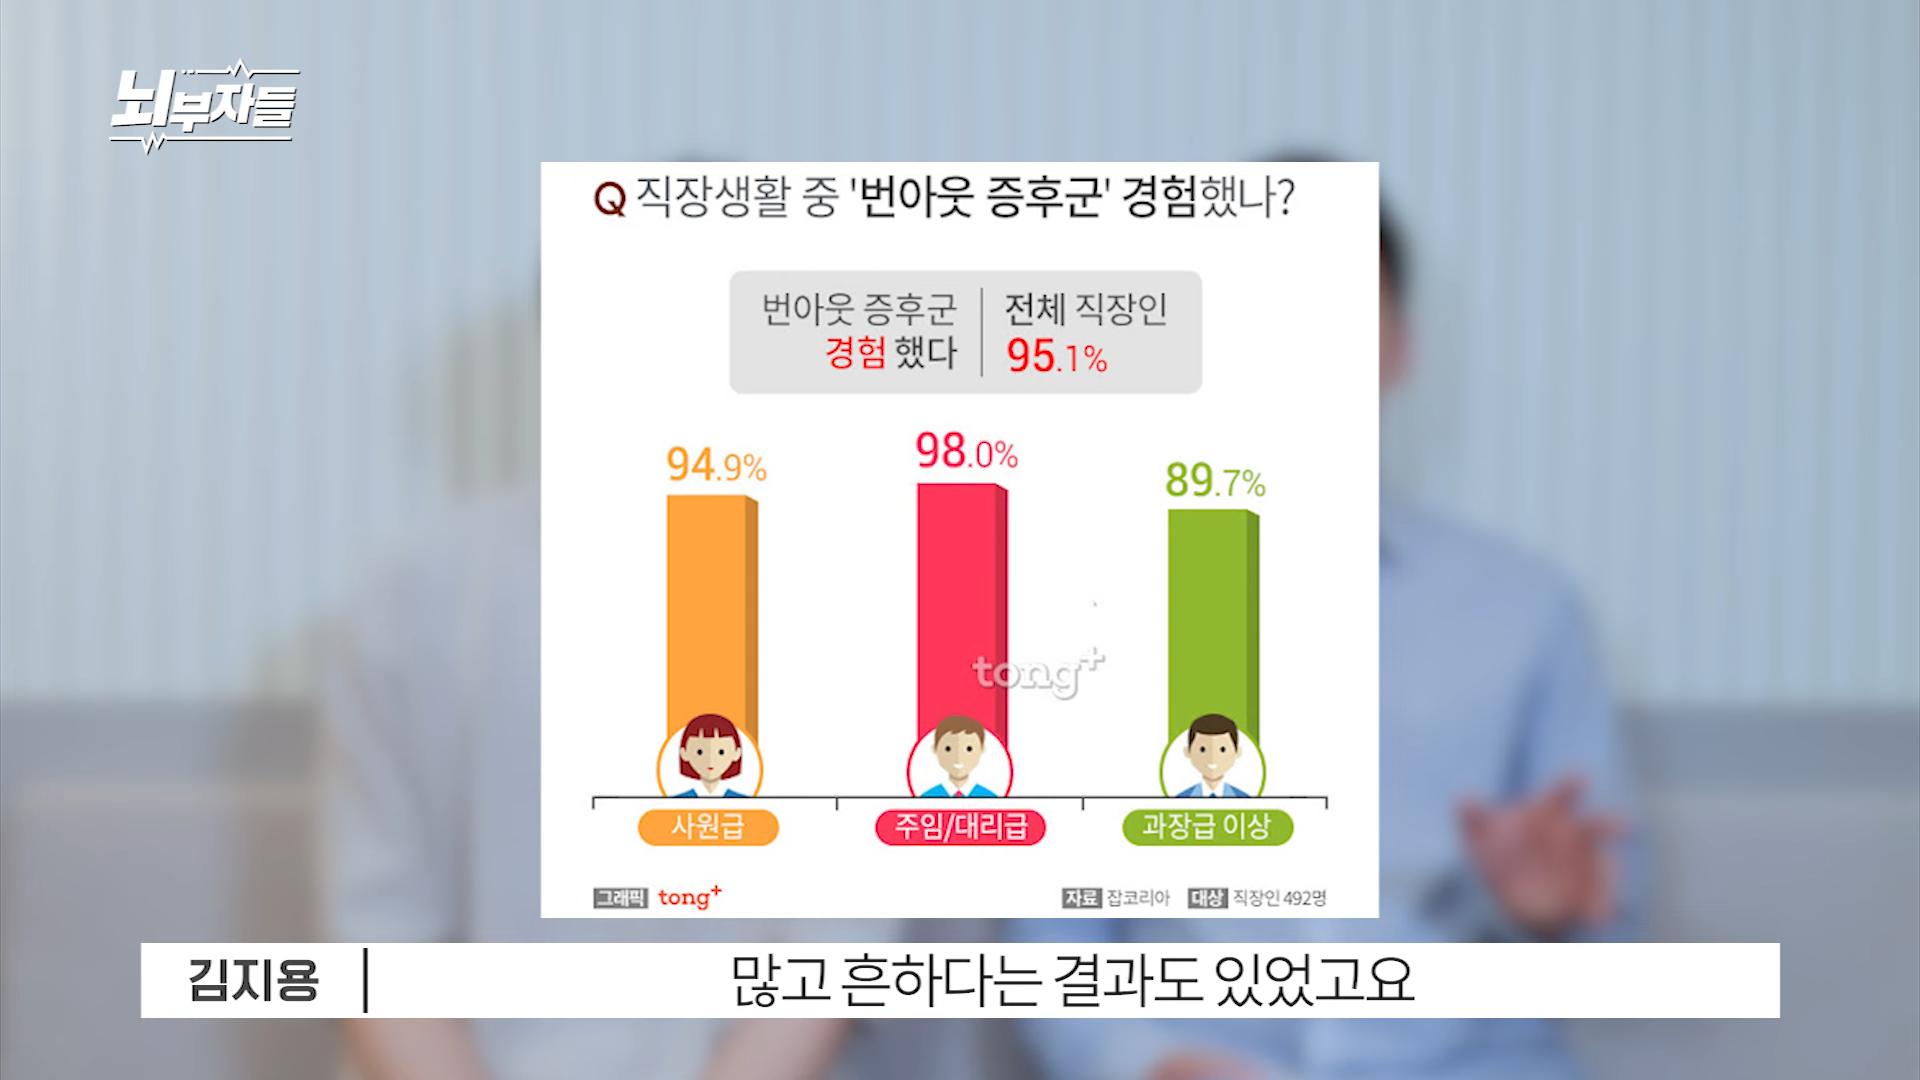 뇌부자들
Q 직장생활 중 '번아웃 증후군' 경험했나?
번아웃 증후군
경험 했다
전체 직장인
95.1%
94.9%
98.0%
89.7%
tong+
사원급
주임/대리급
과장급 이상
그래픽 tong+
자료 잡코리아 대상 직장인 492명
김지용
많고 흔하다는 결과도 있었고요